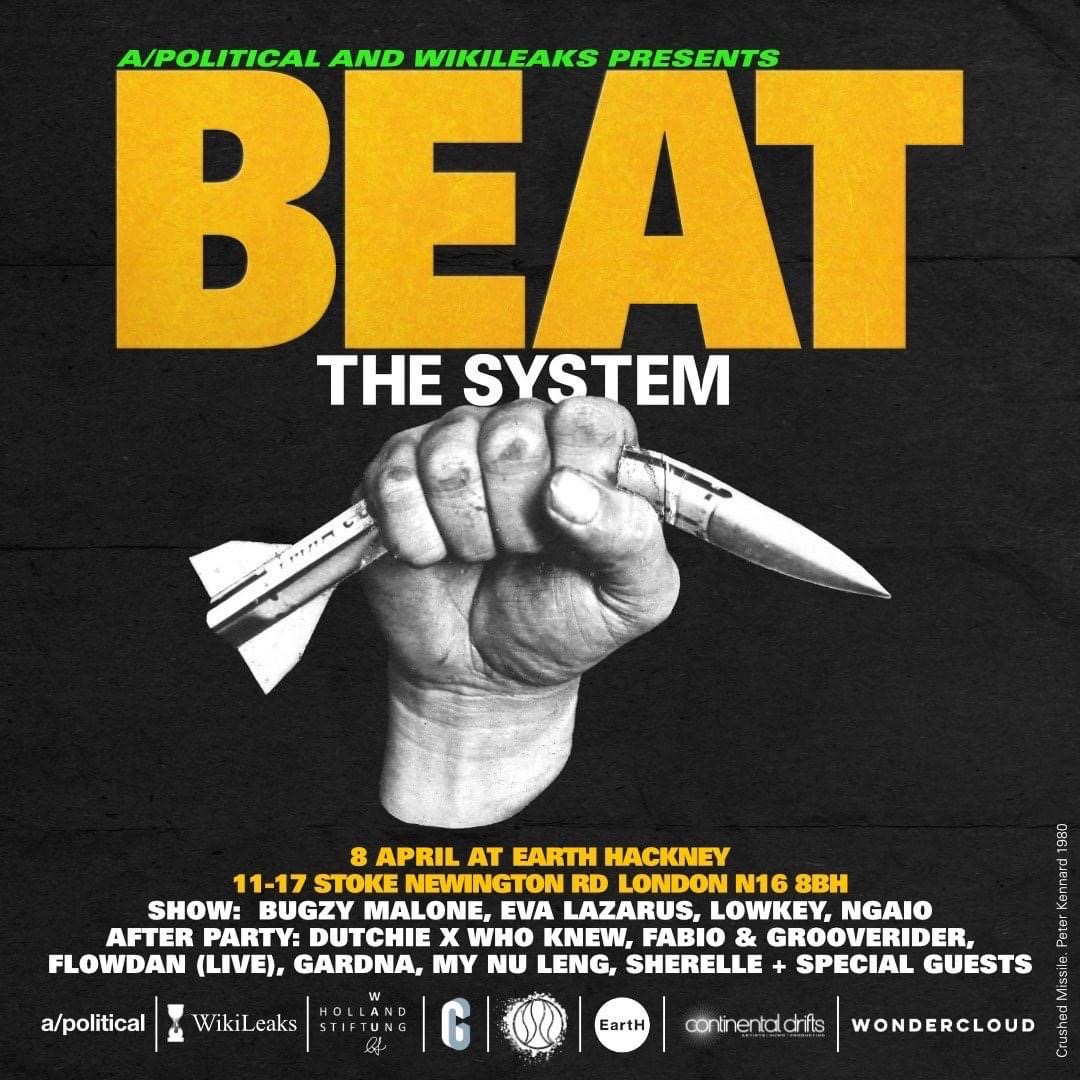 A/POLITICAL AND WIKILEAKS PRESENTS
BEAT
THE SYSTEM
8 APRIL AT EARTH HACKNEY
11-17 STOKE NEWINGTON RD LONDON N16 8BH
SHOW: BUGZY MALONE, EVA LAZARUS, LOWKEY, NGAIO
AFTER PARTY: DUTCHIE X WHO KNEW, FABIO & GROOVERIDER,
FLOWDAN (LIVE), GARDNA, MY NU LENG, SHERELLE + SPECIAL GUESTS
a/political
WikiLeaks
WAU
HOLLAND
STIFTUNG
EartH
continental drifts
WONDERCLOUD
Crushed Missile. Peter Kennard 1980